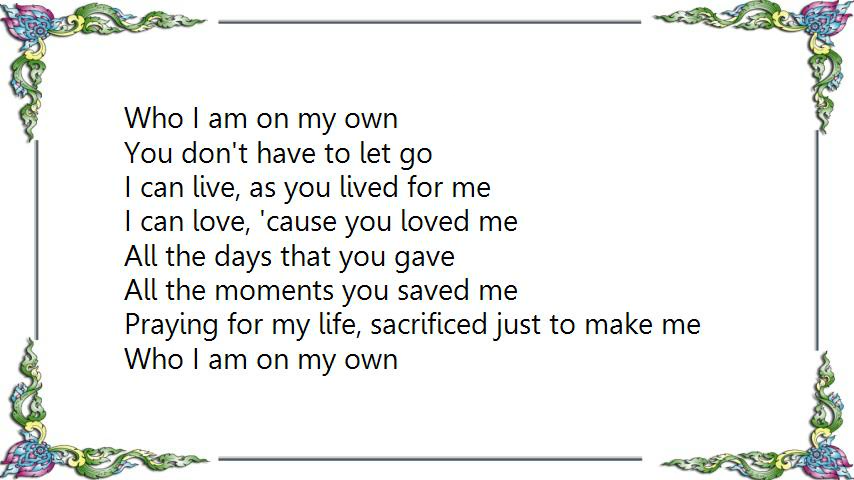 Who I am on my own
You don't have to let go
I can live, as you lived for me
I can love, 'cause you loved me
All the days that you gave
All the moments you saved me
Praying for my life, sacrificed just to make me
Who I am on my own